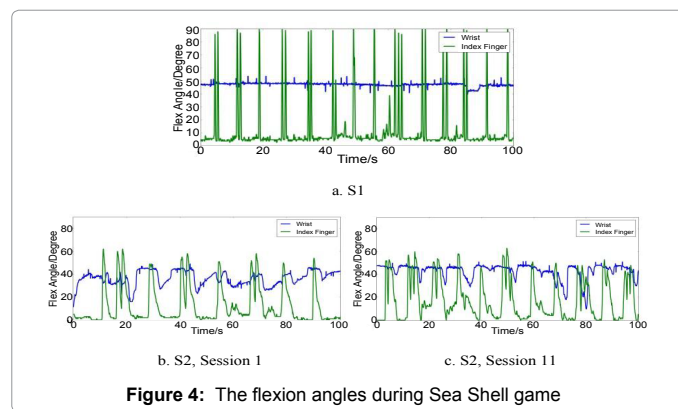 90
80
70
60
50
40
30
20
10
0
Flex Angle/Degree
Wrist
Index Finger
0 20 40 60 80 100
Time/s
a. S1
80
60
40
20
0
Flex Angle/Degree
Wrist
Index Finger
0 20 40 60 80 100
Time/s
b. S2, Session 1
80
60
40
20
0
Flex Angle/Degree
Wrist
Index Finger
0 20 40 60 80 100
Time/s
c. S2, Session 11
Figure 4: The flexion angles during Sea Shell game